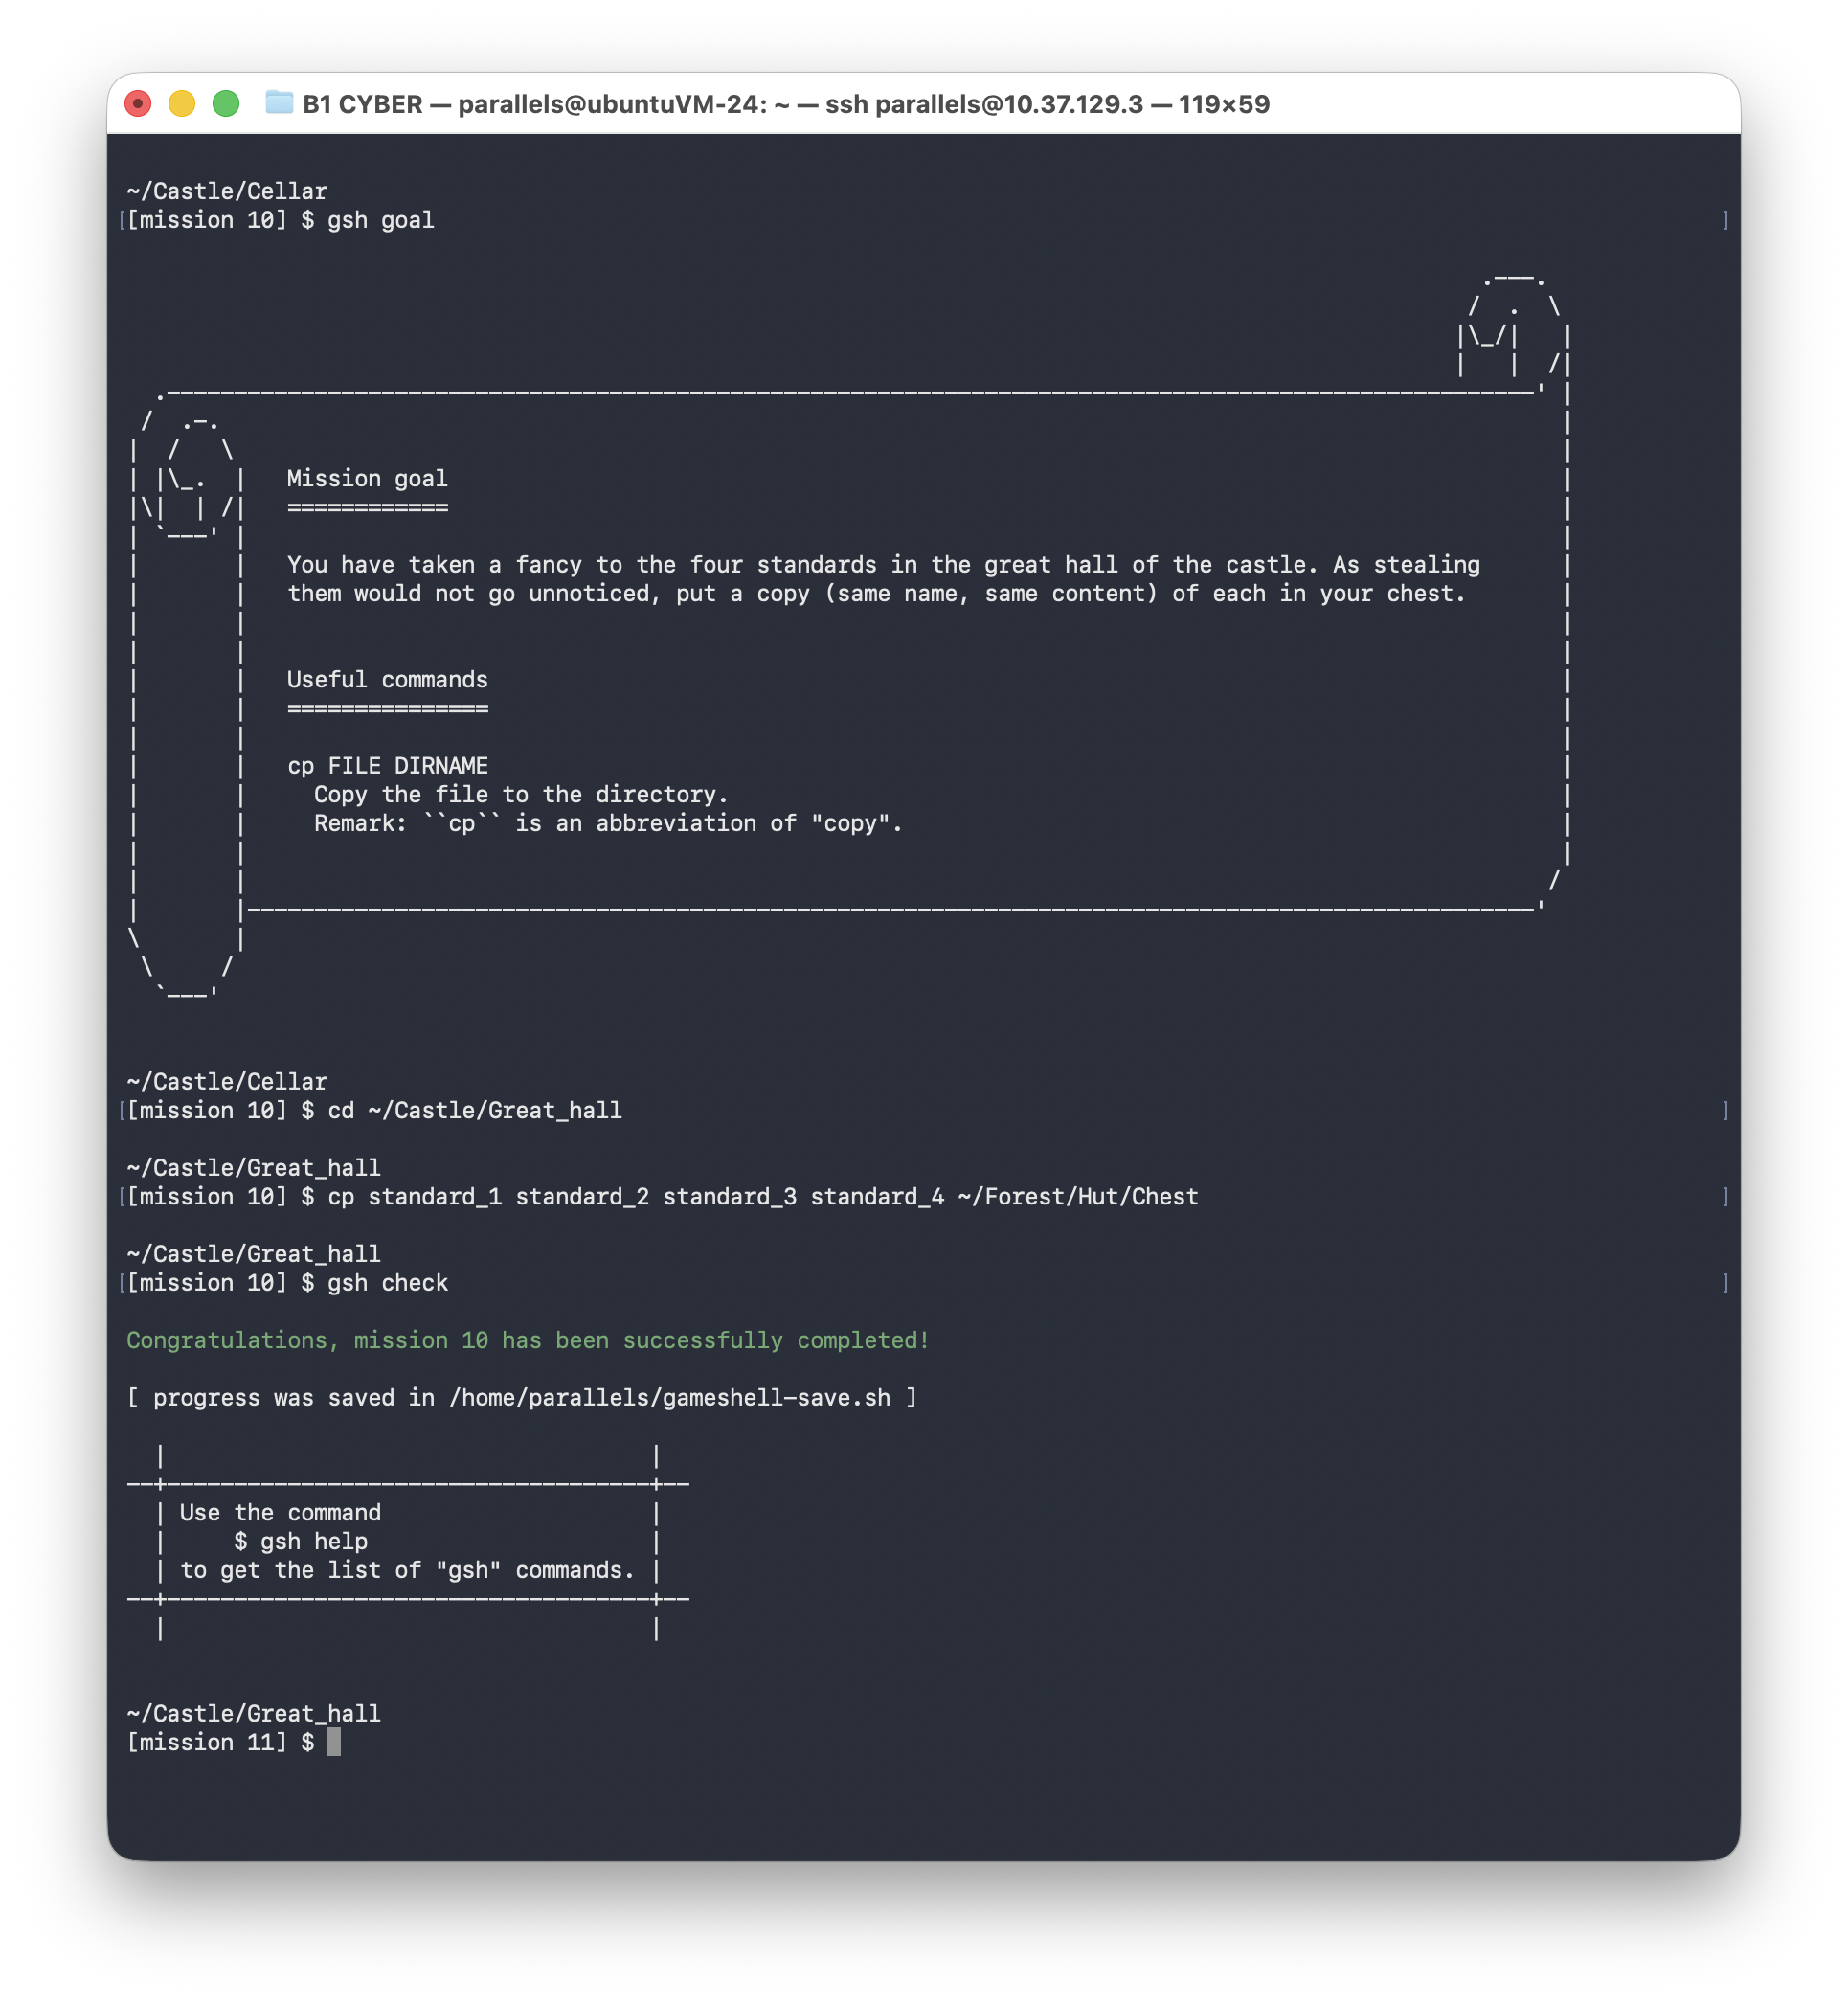 B1 CYBER — parallels@ubuntuVM-24: ~ — ssh parallels@10.37.129.3 — 119×59
~/Castle/Cellar
[mission 10] $ gsh goal
Mission goal
============
You have taken a fancy to the four standards in the great hall of the castle. As stealing
them would not go unnoticed, put a copy (same name, same content) of each in your chest.
Useful commands
===============
cp FILE DIRNAME
Copy the file to the directory.
Remark: ``cp`` is an abbreviation of "copy".
~/Castle/Cellar
[mission 10] $ cd ~/Castle/Great_hall
~/Castle/Great_hall
[mission 10] $ cp standard_1 standard_2 standard_3 standard_4 ~/Forest/Hut/Chest
~/Castle/Great_hall
[mission 10] $ gsh check
Congratulations, mission 10 has been successfully completed!
[ progress was saved in /home/parallels/gameshell-save.sh ]
Use the command
$ gsh help
to get the list of "gsh" commands.
~/Castle/Great_hall
[mission 11] $